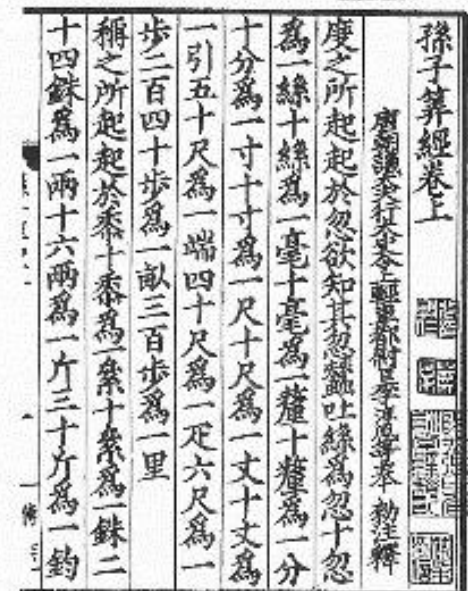 孫子筭經卷上
唐朝議大夫行太史令上輕車都尉臣李淳風等奉 勑注釋
度之所起起於忽欲知其忽蠶吐絲為忽十忽
為一絲十絲為一毫十毫為一釐十釐為一分
十分為一寸十寸為一尺十尺為一丈十丈為
一引五十尺為一端四十尺為一疋六尺為一
步二百四十步為一畝三百步為一里
稱之所起起於黍十黍為一絫十絫為一銖二
十四銖為一兩十六兩為一斤三十斤為一鈞